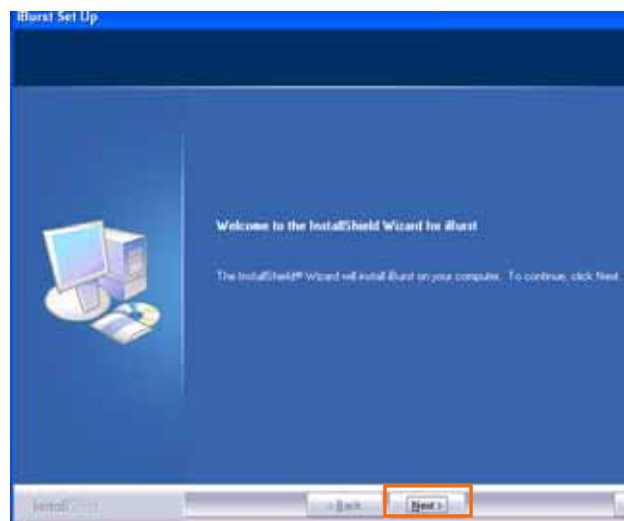 iBurst Set Up
Welcome to the InstallShield Wizard for iBurst
The InstallShield® Wizard will install iBurst on your computer. To continue, click Next.
InstallShield
< Back
Next >